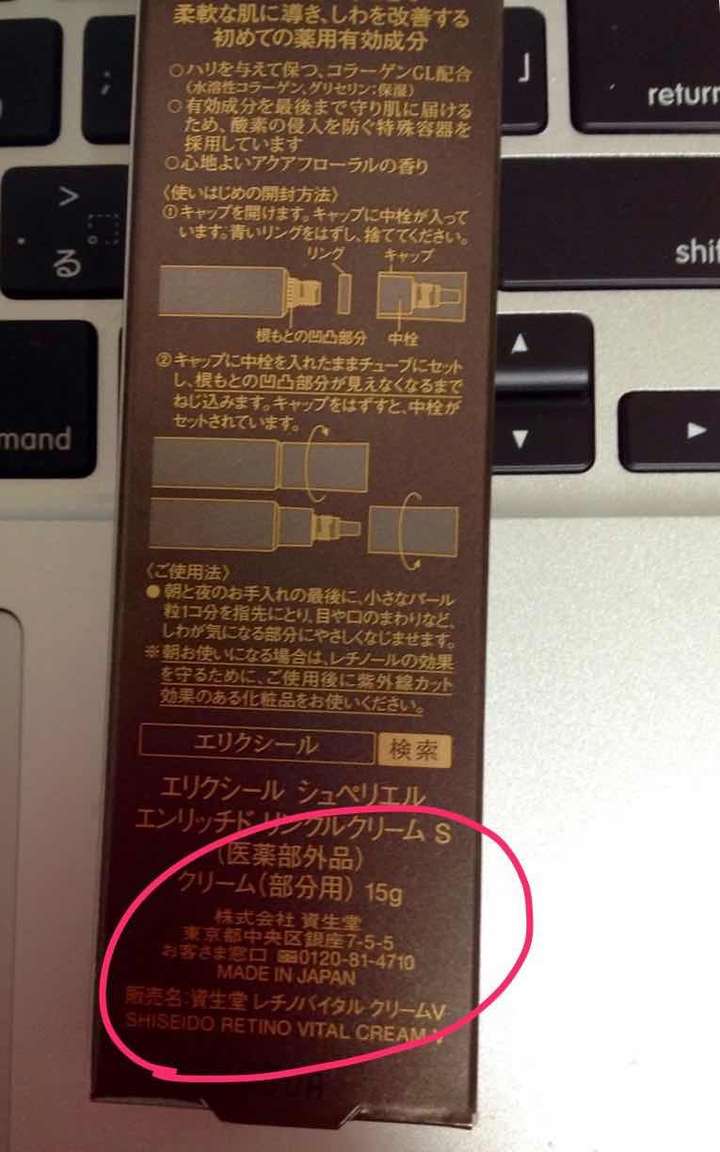 柔軟な肌に導き、しわを改善する
初めての薬用有効成分
○ハリを与えて保つ、コラーゲンGL配合
(水溶性コラーゲン、グリセリン:保湿)
○有効成分を最後まで守り肌に届ける
ため、酸素の侵入を防ぐ特殊容器を
採用しています
○心地よいアクアフローラルの香り
〈使いはじめの開封方法〉
①キャップを開けます。キャップに中栓が入って
います。青いリングをはずし、捨ててください。
リング キャップ
根もとの凹凸部分 中栓
②キャップに中栓を入れたままチューブにセット
し、根もとの凹凸部分が見えなくなるまで
ねじ込みます。キャップをはずすと、中栓が
セットされています。
〈ご使用法〉
●朝と夜のお手入れの最後に、小さなパール
粒1コ分を指先にとり、目や口のまわりなど、
しわが気になる部分にやさしくなじませます。
※朝お使いになる場合は、レチノールの効果
を守るために、ご使用後に紫外線カット
効果のある化粧品をお使いください。
エリクシール 検索
エリクシール シュペリエル
エンリッチド リンクルクリーム S
(医薬部外品)
クリーム(部分用) 15g
株式会社 資生堂
東京都中央区銀座7-5-5
お客さま窓口 0120-81-4710
MADE IN JAPAN
販売名:資生堂 レチノバイタル クリームV
SHISEIDO RETINO VITAL CREAM V
return
shif
mand
>
。
る
;
」